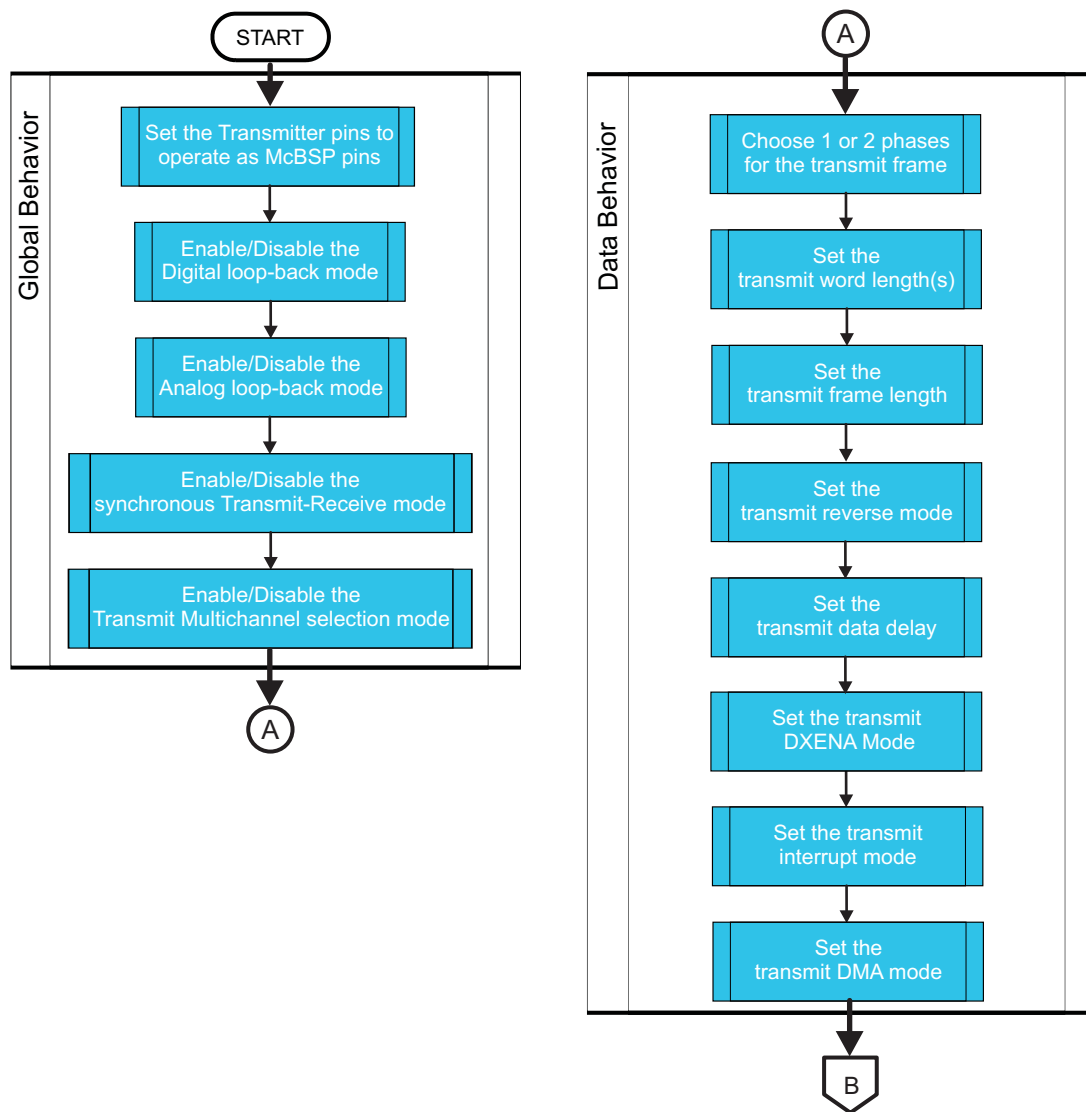 START
Global Behavior
Set the Transmitter pins to
operate as McBSP pins
Enable/Disable the
Digital loop-back mode
Enable/Disable the
Analog loop-back mode
Enable/Disable the
synchronous Transmit-Receive mode
Enable/Disable the
Transmit Multichannel selection mode
A
A
Data Behavior
Choose 1 or 2 phases
for the transmit frame
Set the
transmit word length(s)
Set the
transmit frame length
Set the
transmit reverse mode
Set the
transmit data delay
Set the transmit
DXENA Mode
Set the transmit
interrupt mode
Set the
transmit DMA mode
B